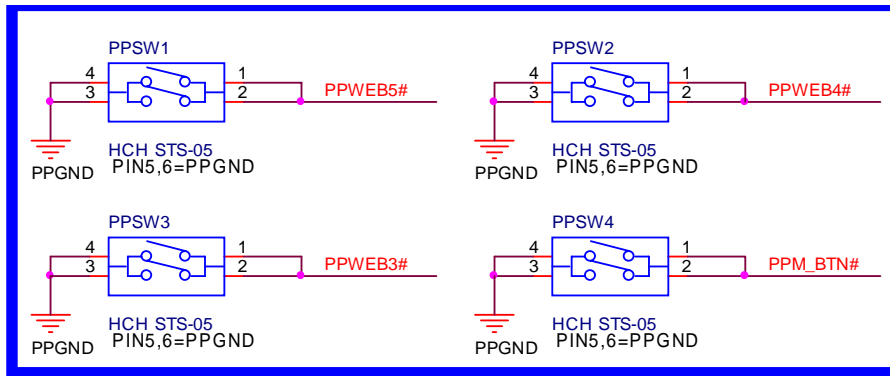 PPSW1
4
3
1
2
PPWEB5#
PPGND
HCH STS-05
PIN5,6=PPGND
PPSW2
4
3
1
2
PPWEB4#
PPGND
HCH STS-05
PIN5,6=PPGND
PPSW3
4
3
1
2
PPWEB3#
PPGND
HCH STS-05
PIN5,6=PPGND
PPSW4
4
3
1
2
PPM_BTN#
PPGND
HCH STS-05
PIN5,6=PPGND